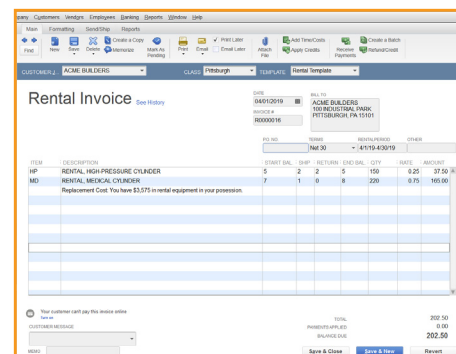 pany Customers Vendors Employees Banking Reports Window Help
Main Formatting Send/Ship Reports
Find New Save Delete Create a Copy Memorize Mark As Pending Print Email Print Later Email Later Attach File Add Time/Costs Apply Credits Receive Payments Create a Batch Refund/Credit
CUSTOMER:J... ACME BUILDERS CLASS Pittsburgh TEMPLATE Rental Template
Rental Invoice See History
DATE 04/01/2019
INVOICE # R0000016
BILL TO
ACME BUILDERS
100 INDUSTRIAL PARK
PITTSBURGH, PA 15101
P.O. NO. TERMS RENTALPERIOD OTHER
Net 30 4/1/19-4/30/19
ITEM DESCRIPTION START BAL SHIP RETURN END BAL QTY RATE AMOUNT
HP RENTAL, HIGH-PRESSURE CYLINDER 5 2 2 5 150 0.25 37.50
MD RENTAL, MEDICAL CYLINDER 7 1 0 8 220 0.75 165.00
Replacement Cost: You have $3,575 in rental equipment in your posession.
Your customer can't pay this invoice online
Turn on
CUSTOMER MESSAGE
MEMO
TOTAL 202.50
PAYMENTS APPLIED 0.00
BALANCE DUE 202.50
Save & Close Save & New Revert